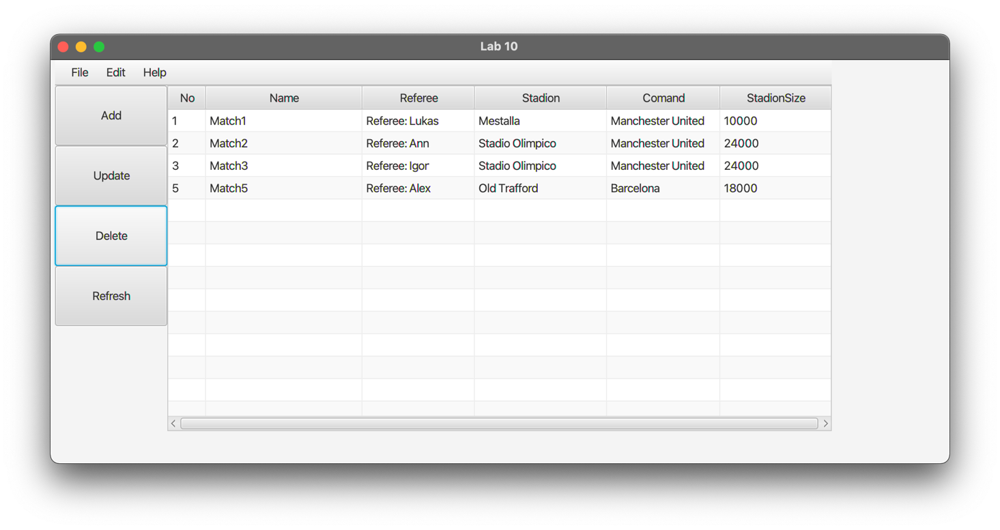 Lab 10
File Edit Help
Add
Update
Delete
Refresh
No Name Referee Stadion Comand StadionSize
1 Match1 Referee: Lukas Mestalla Manchester United 10000
2 Match2 Referee: Ann Stadio Olimpico Manchester United 24000
3 Match3 Referee: Igor Stadio Olimpico Manchester United 24000
5 Match5 Referee: Alex Old Trafford Barcelona 18000